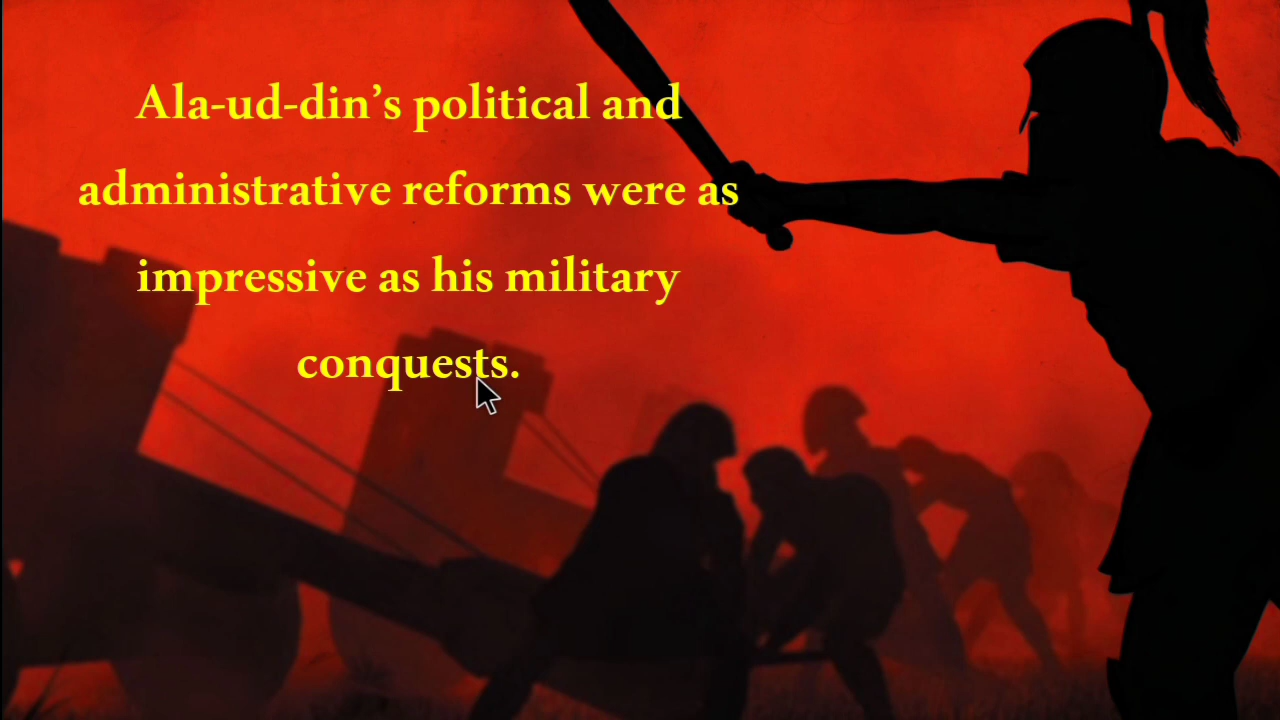 Ala-ud-din’s political and
administrative reforms were as
impressive as his military
conquests.